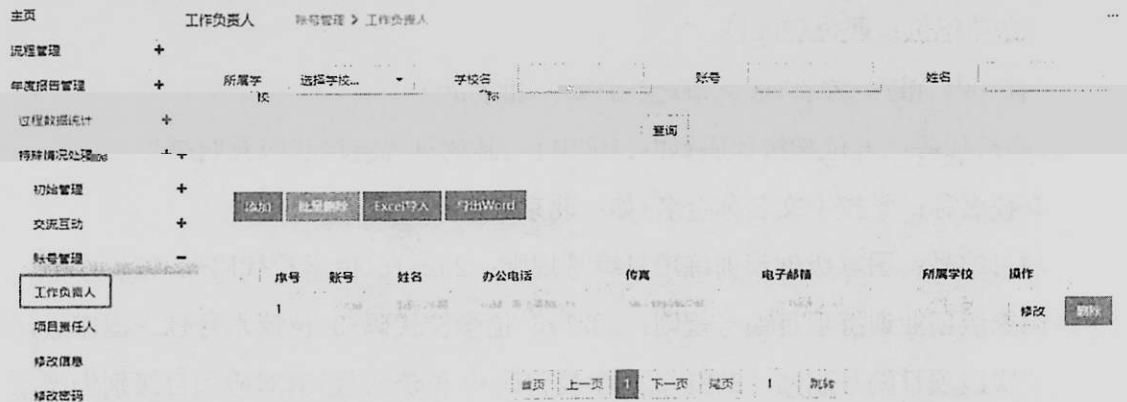 主页
工作负责人 账号管理 > 工作负责人
...
流程管理 +
年度报告管理 +
所属学校 选择学校... 学校名称 账号 姓名
过程数据统计 +
查询
特殊情况处理 +
初始管理 +
添加 批量删除 Excel导入 导出Word
交流互动 +
账号管理 −
序号 账号 姓名 办公电话 传真 电子邮箱 所属学校 操作
工作负责人
1 修改 删除
项目责任人
修改信息
首页 上一页 1 下一页 尾页 1 跳转
修改密码